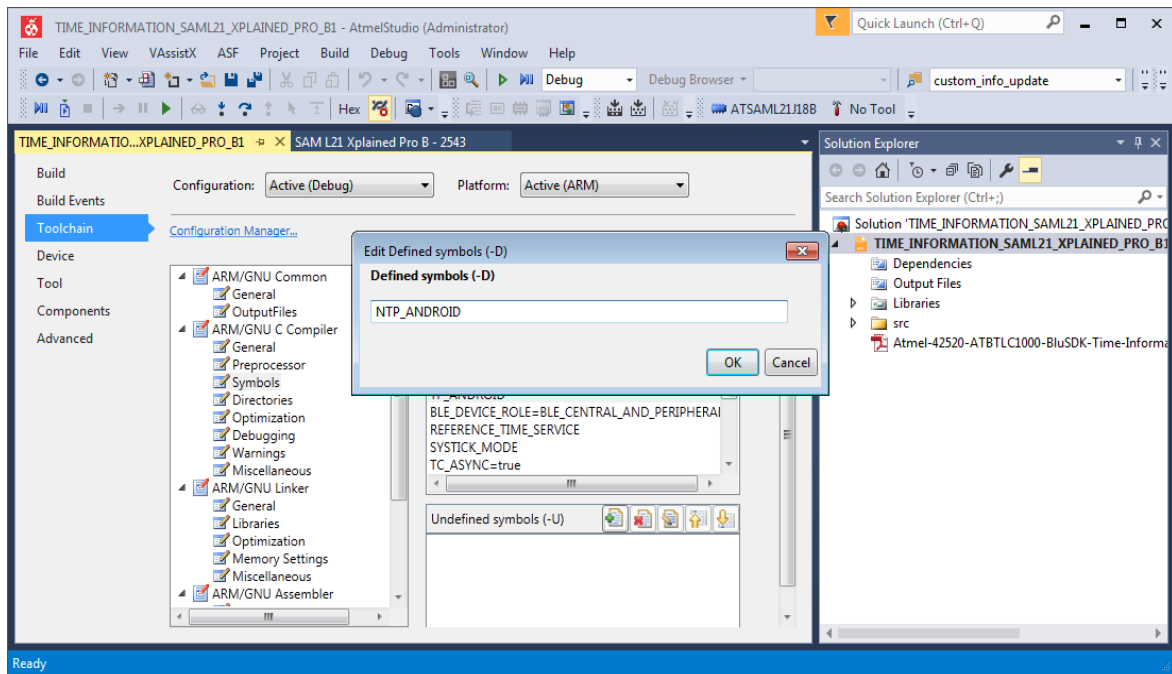 TIME_INFORMATION_SAML21_XPLAINED_PRO_B1 - AtmelStudio (Administrator)
Quick Launch (Ctrl+Q)
File Edit View VAssistX ASF Project Build Debug Tools Window Help
Debug Debug Browser custom_info_update
Hex ATSAML21J18B No Tool
TIME_INFORMATIO...XPLAINED_PRO_B1 SAM L21 Xplained Pro B - 2543
Build
Build Events
Toolchain
Device
Tool
Components
Advanced
Configuration: Active (Debug) Platform: Active (ARM)
Configuration Manager...
ARM/GNU Common
General
OutputFiles
ARM/GNU C Compiler
General
Preprocessor
Symbols
Directories
Optimization
Debugging
Warnings
Miscellaneous
ARM/GNU Linker
General
Libraries
Optimization
Memory Settings
Miscellaneous
ARM/GNU Assembler
Edit Defined symbols (-D)
Defined symbols (-D)
NTP_ANDROID
OK Cancel
BLE_DEVICE_ROLE=BLE_CENTRAL_AND_PERIPHERAL
REFERENCE_TIME_SERVICE
SYSTICK_MODE
TC_ASYNC=true
Undefined symbols (-U)
Solution Explorer
Search Solution Explorer (Ctrl+;)
Solution 'TIME_INFORMATION_SAML21_XPLAINED_PRO
TIME_INFORMATION_SAML21_XPLAINED_PRO_B1
Dependencies
Output Files
Libraries
src
Atmel-42520-ATBTLC1000-BluSDK-Time-Informa
Ready